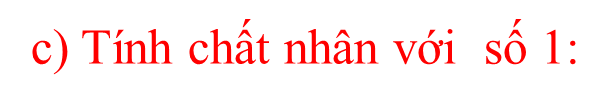 c) Tính chất nhân với số 1: